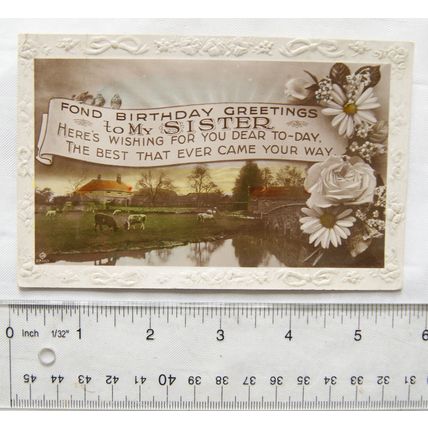 FOND BIRTHDAY GREETINGS
to MY SISTER
HERE'S WISHING FOR YOU DEAR TO-DAY,
THE BEST THAT EVER CAME YOUR WAY.
0 inch 1/32" 1 2 3 4 5 6
45 44 43 42 41 40 39 38 37 36 35 34 33 32 31 30